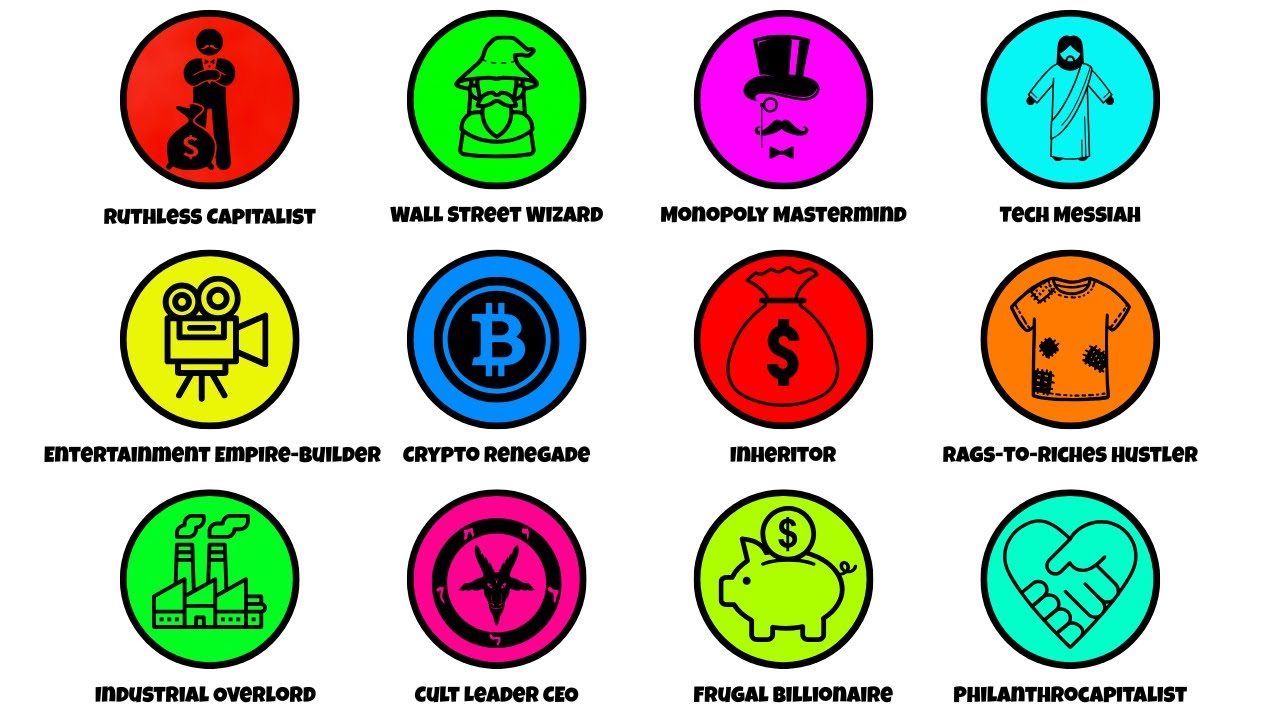 $
Ruthless Capitalist
Wall Street Wizard
Monopoly Mastermind
Tech Messiah
₿
$
Entertainment Empire-Builder
Crypto Renegade
Inheritor
Rags-to-Riches Hustler
$
Industrial Overlord
Cult Leader CEO
Frugal Billionaire
Philanthrocapitalist